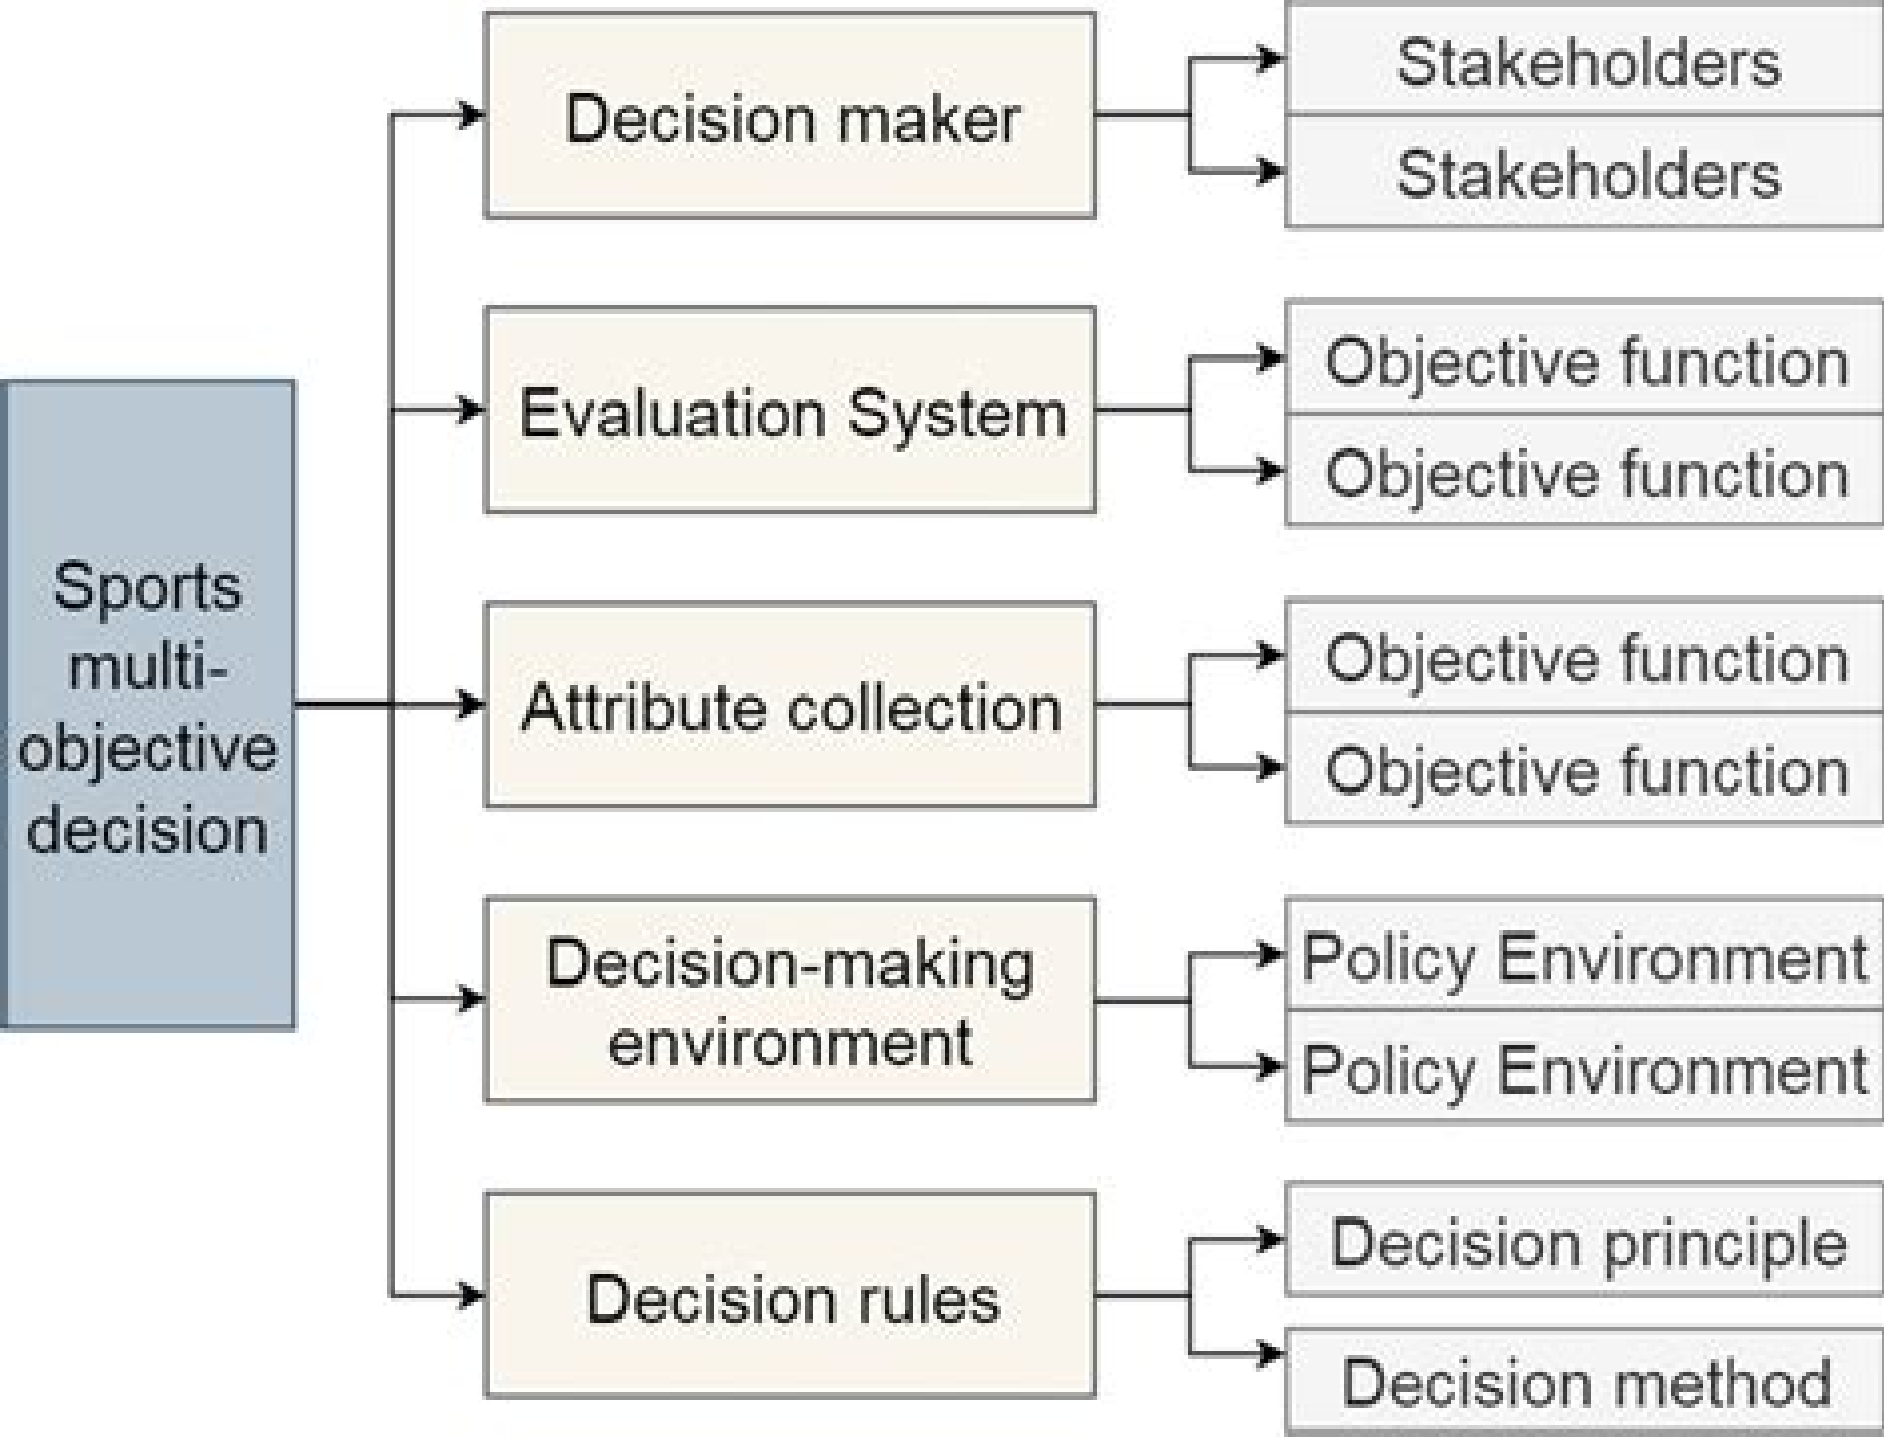 Sports
multi-
objective
decision
Decision maker
Stakeholders
Stakeholders
Evaluation System
Objective function
Objective function
Attribute collection
Objective function
Objective function
Decision-making
environment
Policy Environment
Policy Environment
Decision rules
Decision principle
Decision method